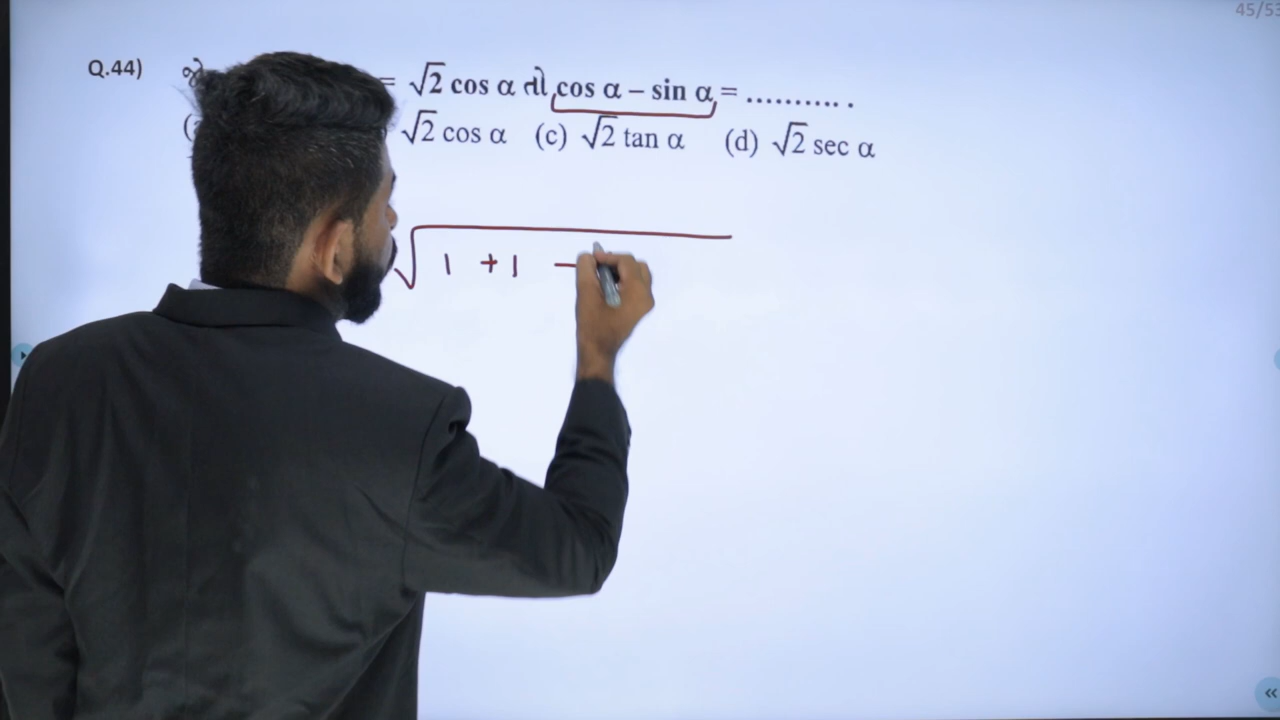 45/53
Q.44) જો = √2 cos α તો cos α – sin α = .......... .
√2 cos α (c) √2 tan α (d) √2 sec α
√1 + 1 –